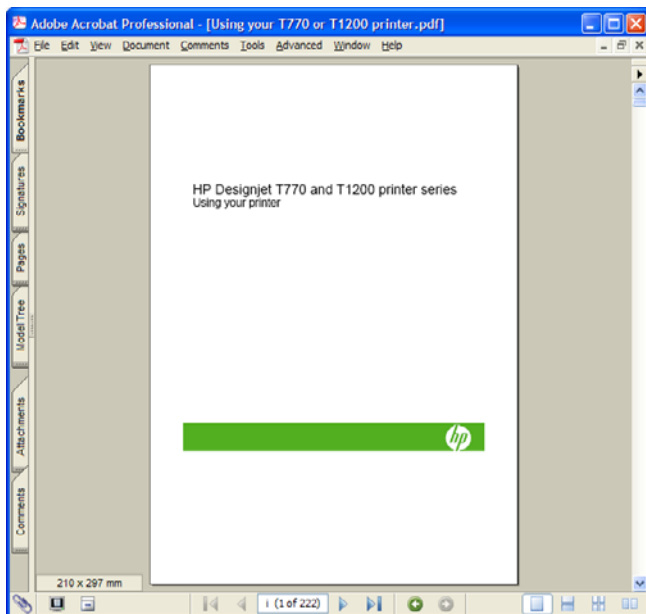 Adobe Acrobat Professional - [Using your T770 or T1200 printer.pdf]
File Edit View Document Comments Tools Advanced Window Help
Bookmarks
Signatures
Pages
Model Tree
Attachments
Comments
HP Designjet T770 and T1200 printer series
Using your printer
hp
210 x 297 mm
i (1 of 222)